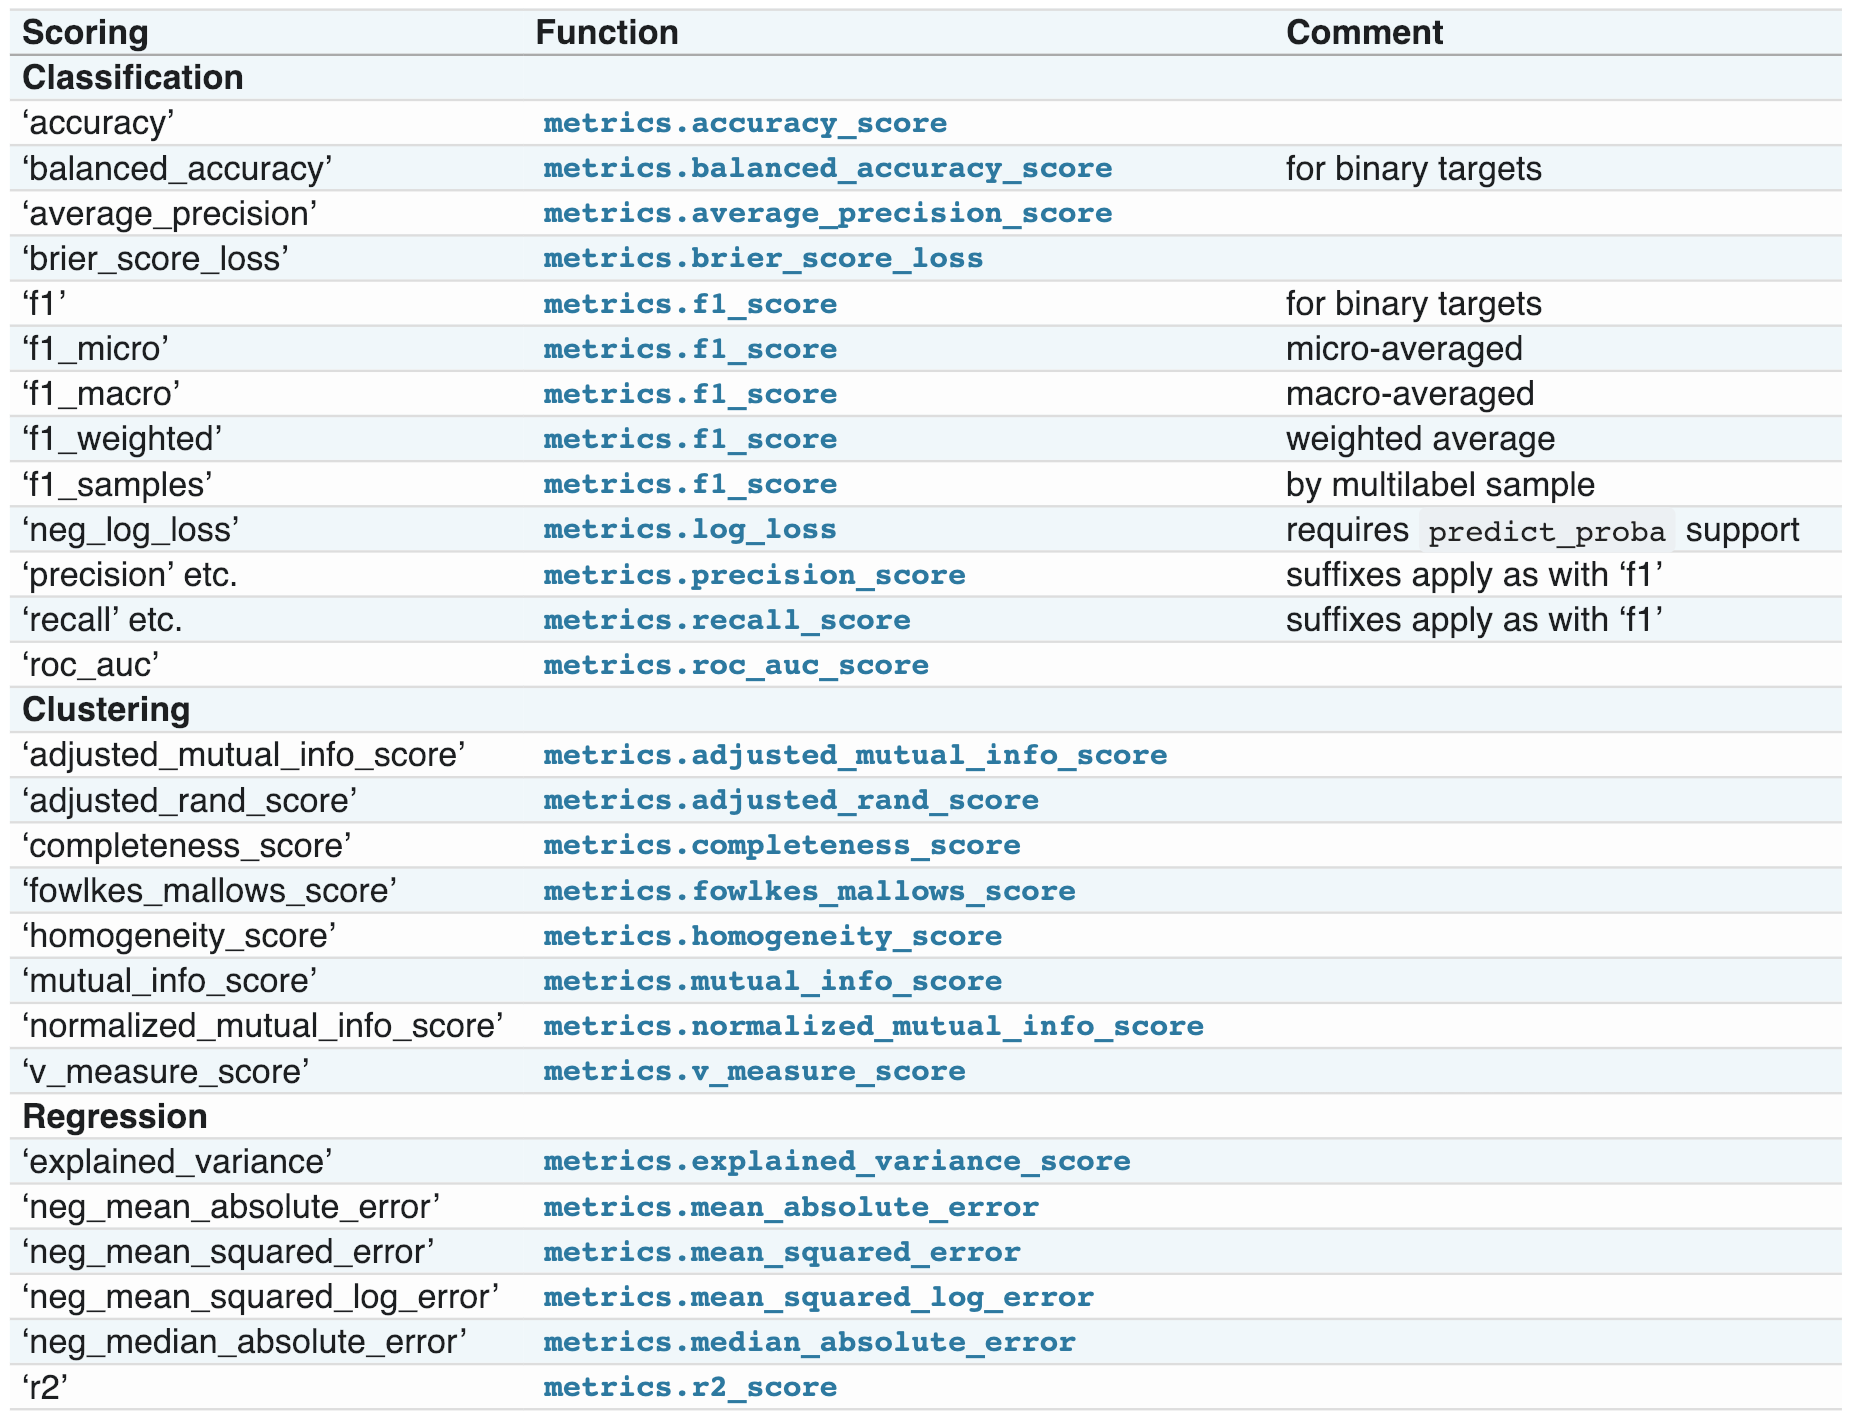 Scoring Function Comment
Classification
‘accuracy’ metrics.accuracy_score
‘balanced_accuracy’ metrics.balanced_accuracy_score for binary targets
‘average_precision’ metrics.average_precision_score
‘brier_score_loss’ metrics.brier_score_loss
‘f1’ metrics.f1_score for binary targets
‘f1_micro’ metrics.f1_score micro-averaged
‘f1_macro’ metrics.f1_score macro-averaged
‘f1_weighted’ metrics.f1_score weighted average
‘f1_samples’ metrics.f1_score by multilabel sample
‘neg_log_loss’ metrics.log_loss requires predict_proba support
‘precision’ etc. metrics.precision_score suffixes apply as with ‘f1’
‘recall’ etc. metrics.recall_score suffixes apply as with ‘f1’
‘roc_auc’ metrics.roc_auc_score
Clustering
‘adjusted_mutual_info_score’ metrics.adjusted_mutual_info_score
‘adjusted_rand_score’ metrics.adjusted_rand_score
‘completeness_score’ metrics.completeness_score
‘fowlkes_mallows_score’ metrics.fowlkes_mallows_score
‘homogeneity_score’ metrics.homogeneity_score
‘mutual_info_score’ metrics.mutual_info_score
‘normalized_mutual_info_score’ metrics.normalized_mutual_info_score
‘v_measure_score’ metrics.v_measure_score
Regression
‘explained_variance’ metrics.explained_variance_score
‘neg_mean_absolute_error’ metrics.mean_absolute_error
‘neg_mean_squared_error’ metrics.mean_squared_error
‘neg_mean_squared_log_error’ metrics.mean_squared_log_error
‘neg_median_absolute_error’ metrics.median_absolute_error
‘r2’ metrics.r2_score